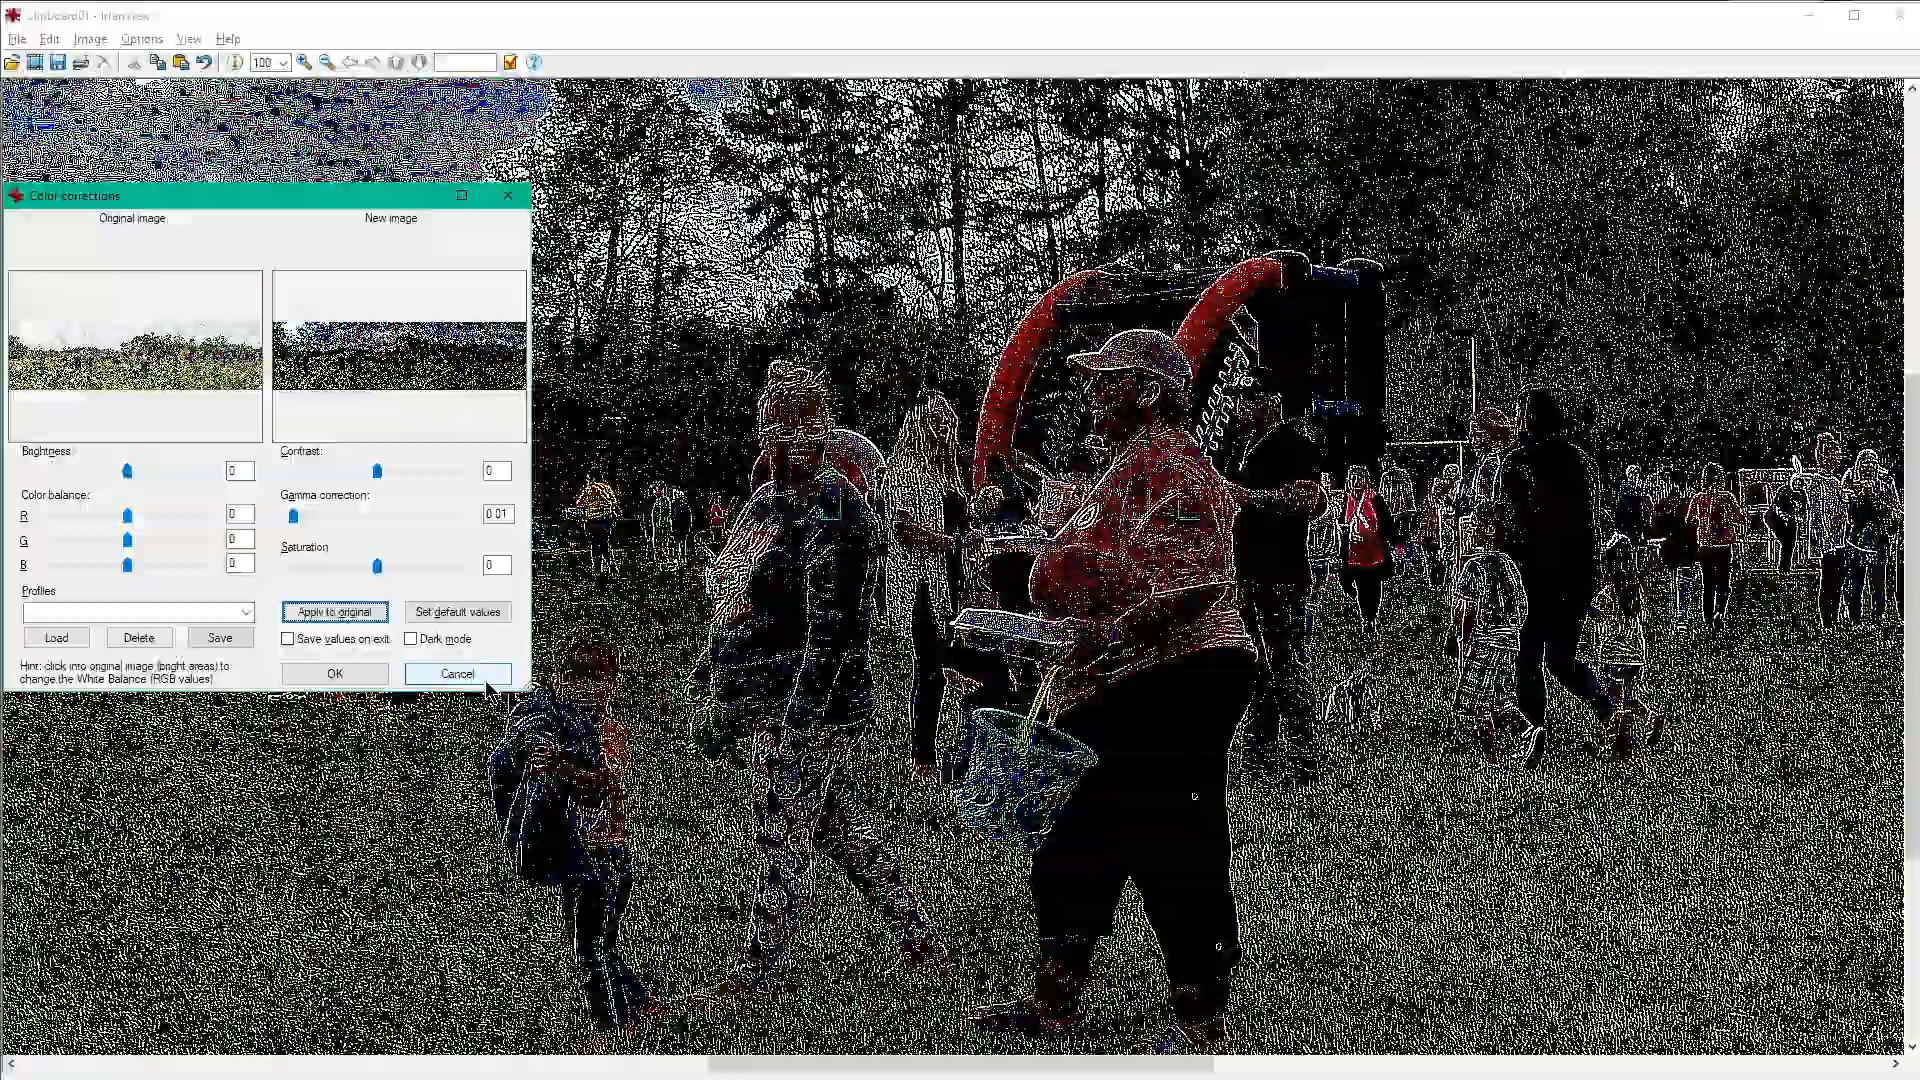 Clipboard01 - IrfanView
File Edit Image Options View Help
100
Color corrections
Original image New image
Brightness: Contrast:
0 0
Color balance: Gamma correction:
R 0 0.01
G 0 Saturation
B 0 0
Profiles
Apply to original Set default values
Load Delete Save Save values on exit Dark mode
Hint: click into original image (bright areas) to
change the White Balance (RGB values)
OK Cancel